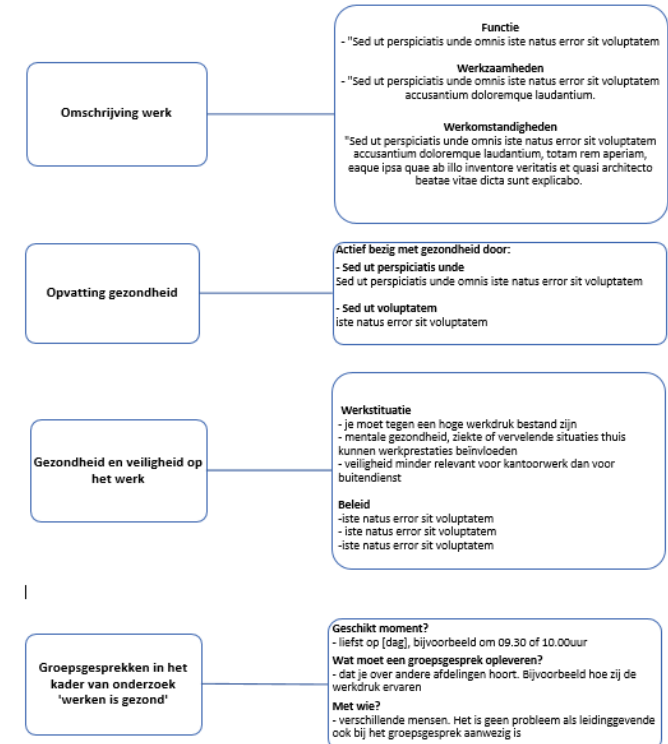 Omschrijving werk
Functie
- "Sed ut perspiciatis unde omnis iste natus error sit voluptatem
Werkzaamheden
- "Sed ut perspiciatis unde omnis iste natus error sit voluptatem
accusantium doloremque laudantium.
Werkomstandigheden
"Sed ut perspiciatis unde omnis iste natus error sit voluptatem
accusantium doloremque laudantium, totam rem aperiam,
eaque ipsa quae ab illo inventore veritatis et quasi architecto
beatae vitae dicta sunt explicabo.
Opvatting gezondheid
Actief bezig met gezondheid door:
- Sed ut perspiciatis unde
Sed ut perspiciatis unde omnis iste natus error sit voluptatem
- Sed ut voluptatem
iste natus error sit voluptatem
Gezondheid en veiligheid op
het werk
Werkstituatie
- je moet tegen een hoge werkdruk bestand zijn
- mentale gezondheid, ziekte of vervelende situaties thuis
kunnen werkprestaties beïnvloeden
- veiligheid minder relevant voor kantoorwerk dan voor
buitendienst
Beleid
-iste natus error sit voluptatem
- iste natus error sit voluptatem
-iste natus error sit voluptatem
Groepsgesprekken in het
kader van onderzoek
'werken is gezond'
Geschikt moment?
- liefst op [dag], bijvoorbeeld om 09.30 of 10.00uur
Wat moet een groepsgesprek opleveren?
- dat je over andere afdelingen hoort. Bijvoorbeeld hoe zij de
werkdruk ervaren
Met wie?
- verschillende mensen. Het is geen probleem als leidinggevende
ook bij het groepsgesprek aanwezig is